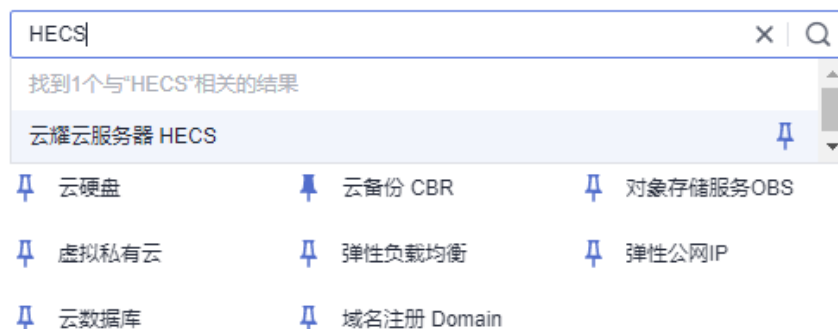 HECS
找到1个与“HECS”相关的结果
云耀云服务器 HECS
云硬盘 云备份 CBR 对象存储服务OBS
虚拟私有云 弹性负载均衡 弹性公网IP
云数据库 域名注册 Domain